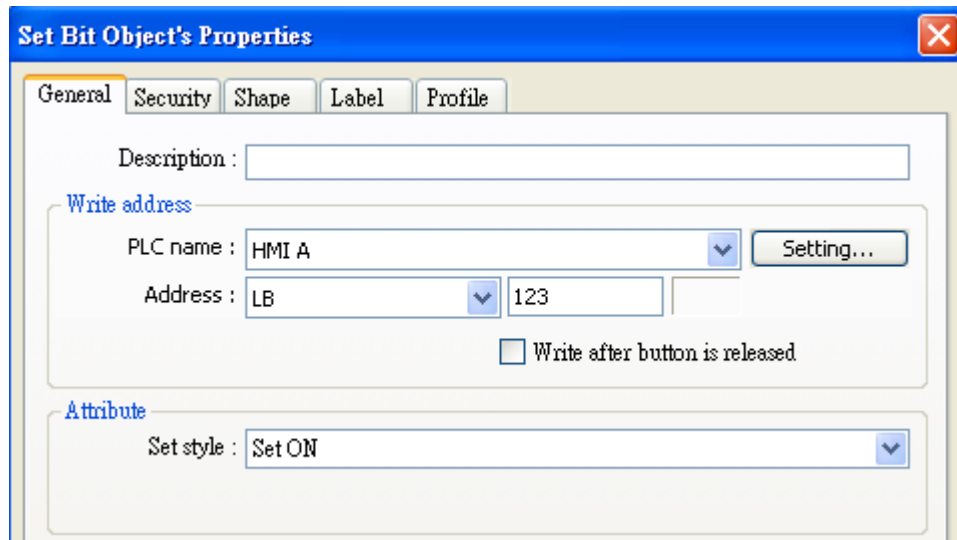 Set Bit Object's Properties
General Security Shape Label Profile
Description :
Write address
PLC name : HMI A Setting...
Address : LB 123
Write after button is released
Attribute
Set style : Set ON